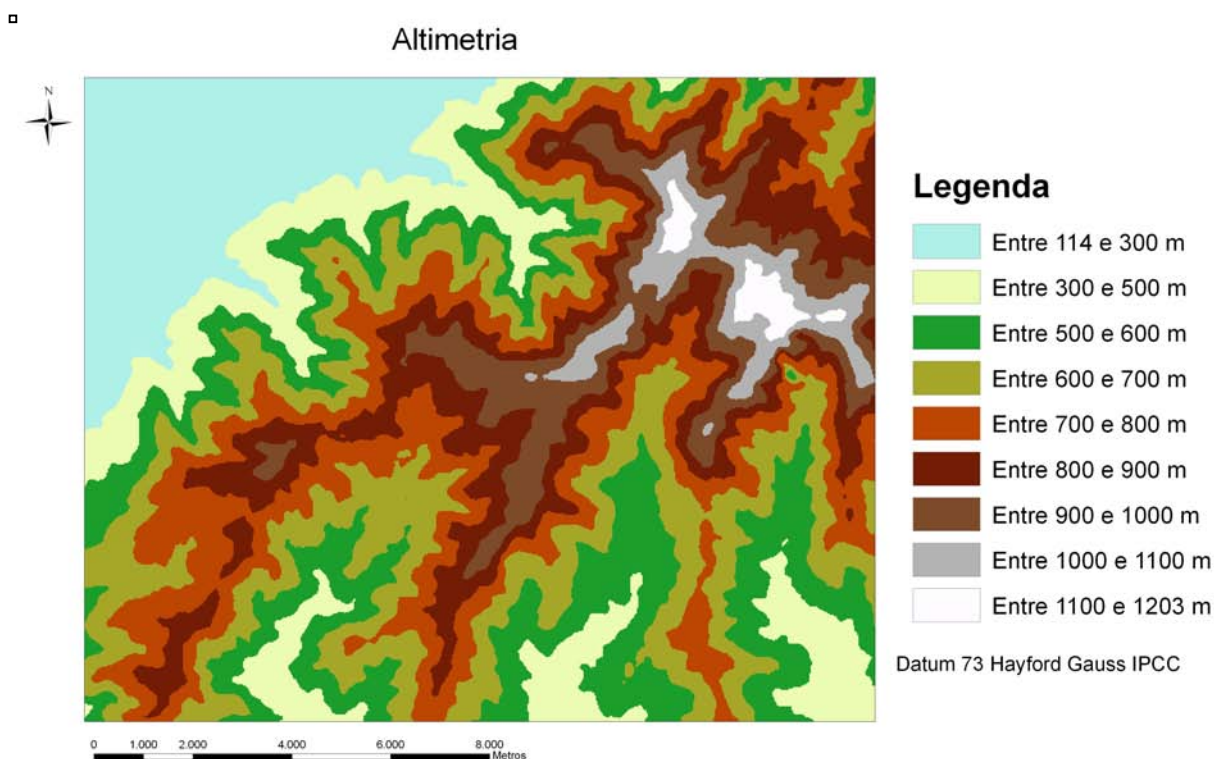 Altimetria
N
Legenda
Entre 114 e 300 m
Entre 300 e 500 m
Entre 500 e 600 m
Entre 600 e 700 m
Entre 700 e 800 m
Entre 800 e 900 m
Entre 900 e 1000 m
Entre 1000 e 1100 m
Entre 1100 e 1203 m
Datum 73 Hayford Gauss IPCC
0 1.000 2.000 4.000 6.000 8.000
Metros